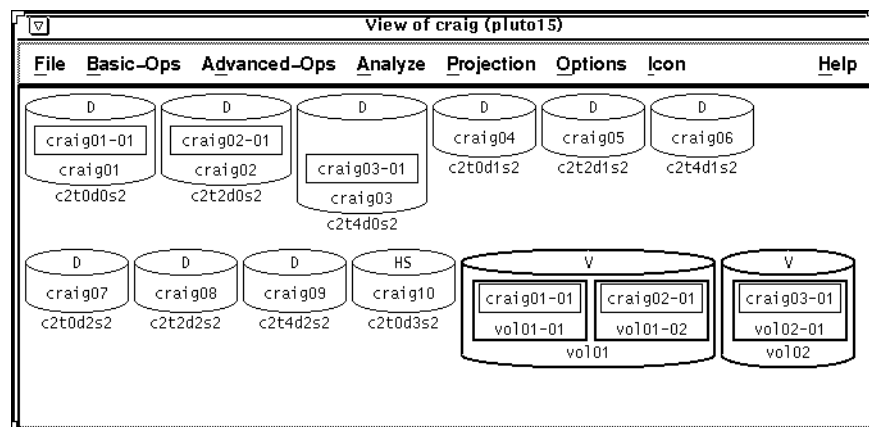 View of craig (pluto15)
File Basic-Ops Advanced-Ops Analyze Projection Options Icon Help
D D D D D D
craig01-01 craig02-01 craig04 craig05 craig06
craig03-01
craig01 craig02 c2t0d1s2 c2t2d1s2 c2t4d1s2
c2t0d0s2 c2t2d0s2 craig03
c2t4d0s2
D D D HS V V
craig07 craig08 craig09 craig10 craig01-01 craig02-01 craig03-01
c2t0d2s2 c2t2d2s2 c2t4d2s2 c2t0d3s2 vol01-01 vol01-02 vol02-01
vol01 vol02